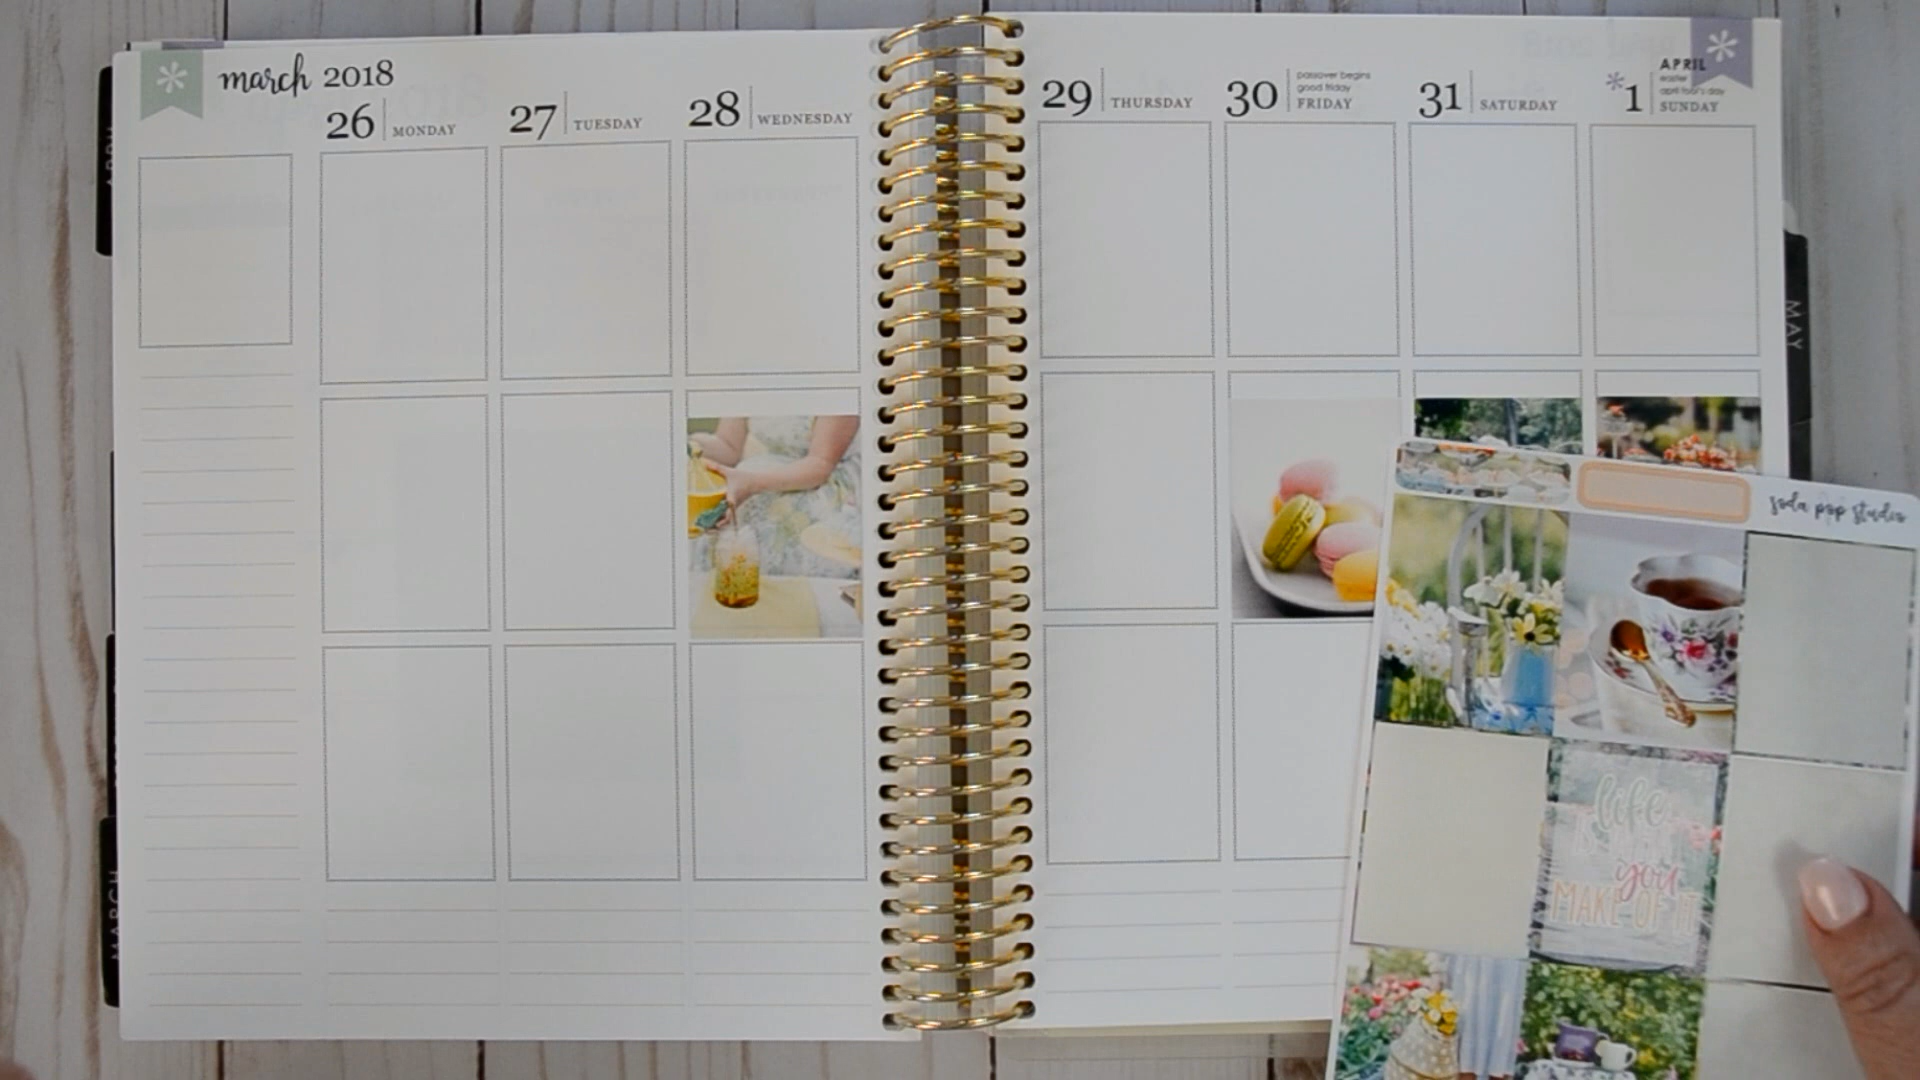 march 2018
26 MONDAY
27 TUESDAY
28 WEDNESDAY
29 THURSDAY
passover begins
good friday
30 FRIDAY
31 SATURDAY
APRIL
easter
april fool's day
*1 SUNDAY
MAY
MARCH
soda pop studio
life
you
MAKE OF IT